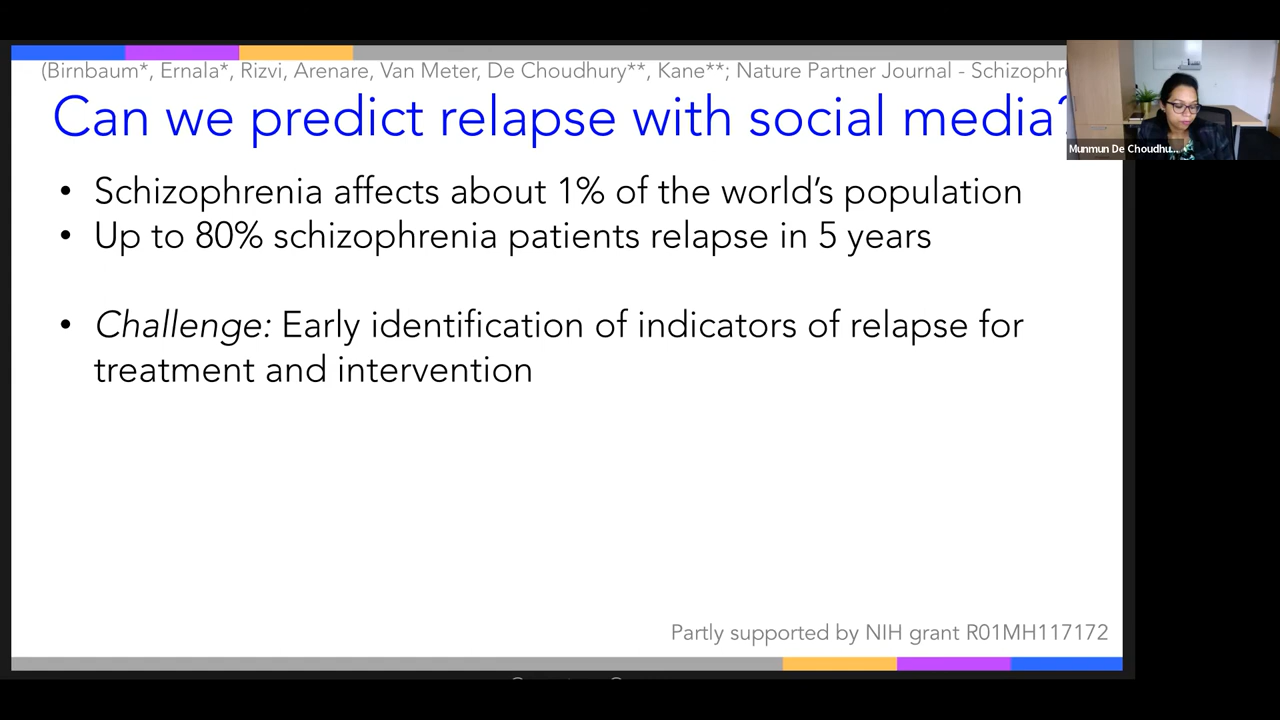 (Birnbaum*, Ernala*, Rizvi, Arenare, Van Meter, De Choudhury**, Kane**; Nature Partner Journal - Schizophre
Can we predict relapse with social media?
Munmun De Choudhu...
• Schizophrenia affects about 1% of the world's population
• Up to 80% schizophrenia patients relapse in 5 years
• Challenge: Early identification of indicators of relapse for
treatment and intervention
Partly supported by NIH grant R01MH117172